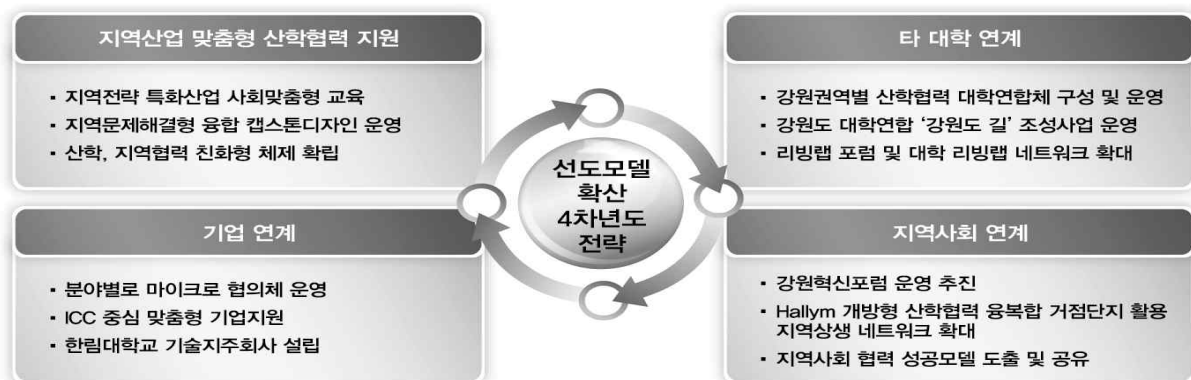 지역산업 맞춤형 산학협력 지원
▪ 지역전략 특화산업 사회맞춤형 교육
▪ 지역문제해결형 융합 캡스톤디자인 운영
▪ 산학, 지역협력 친화형 체제 확립
타 대학 연계
▪ 강원권역별 산학협력 대학연합체 구성 및 운영
▪ 강원도 대학연합 ‘강원도 길’ 조성사업 운영
▪ 리빙랩 포럼 및 대학 리빙랩 네트워크 확대
선도모델
확산
4차년도
전략
기업 연계
▪ 분야별로 마이크로 협의체 운영
▪ ICC 중심 맞춤형 기업지원
▪ 한림대학교 기술지주회사 설립
지역사회 연계
▪ 강원혁신포럼 운영 추진
▪ Hallym 개방형 산학협력 융복합 거점단지 활용
지역상생 네트워크 확대
▪ 지역사회 협력 성공모델 도출 및 공유